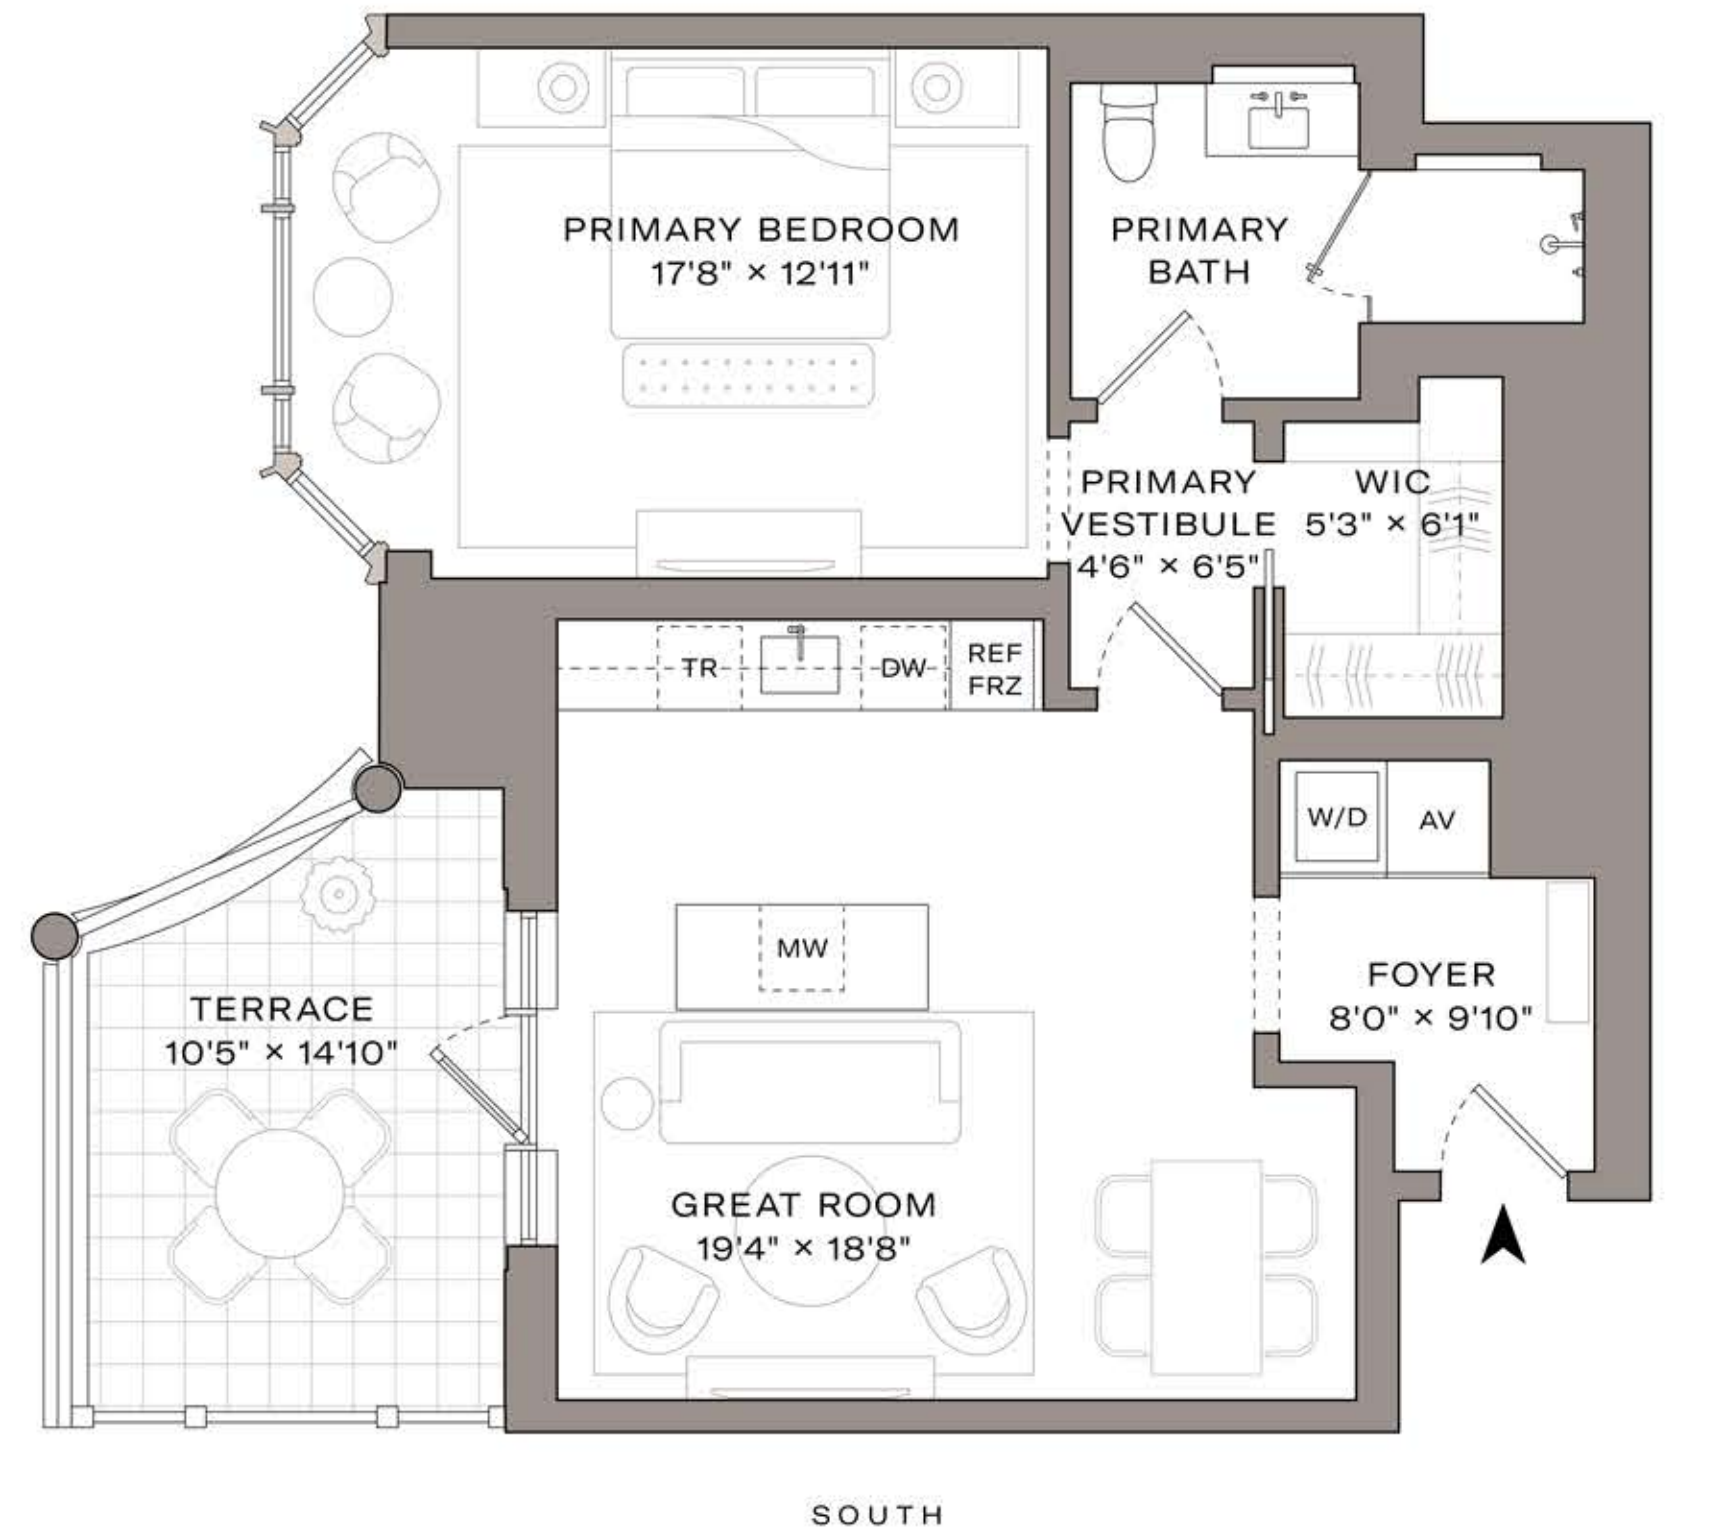 PRIMARY BEDROOM
17'8" × 12'11"
PRIMARY
BATH
PRIMARY
VESTIBULE
4'6" × 6'5"
WIC
5'3" × 6'1"
TR
DW
REF
FRZ
W/D
AV
MW
FOYER
8'0" × 9'10"
TERRACE
10'5" × 14'10"
GREAT ROOM
19'4" × 18'8"
SOUTH